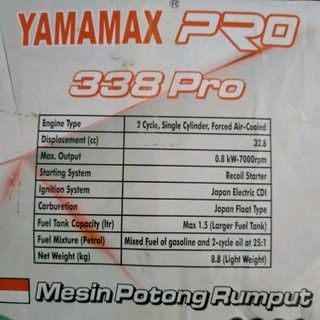 YAMAMAX® PRO
338 Pro
Engine Type 2 Cycle, Single Cylinder, Forced Air-Cooled
Displacement (cc) 32.8
Max. Output 0.8 kW-7000rpm
Starting System Recoil Starter
Ignition System Japan Electric CDI
Carburetion Japan Float Type
Fuel Tank Capacity (ltr) Max 1.5 (Larger Fuel Tank)
Fuel Mixture (Petrol) Mixed Fuel of gasoline and 2-cycle oil at 25:1
Net Weight (kg) 8.8 (Light Weight)
Mesin Potong Rumput